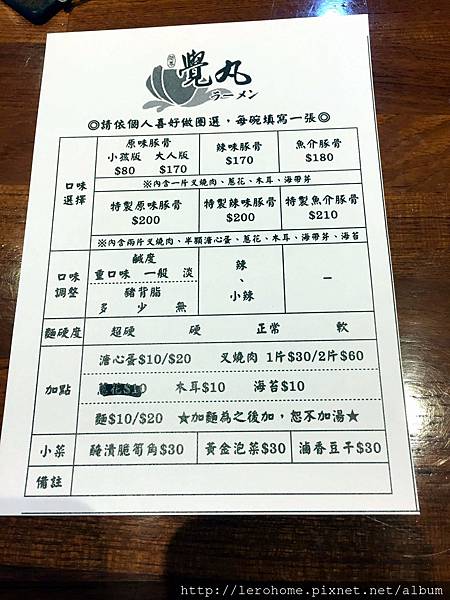 覺丸
ラーメン
◎請依個人喜好做圈選，每碗填寫一張◎
口味選擇
原味豚骨
小孩版 大人版
$80 $170
辣味豚骨
$170
魚介豚骨
$180
※內含一片叉燒肉、蔥花、木耳、海帶芽
特製原味豚骨
$200
特製辣味豚骨
$200
特製魚介豚骨
$210
※內含兩片叉燒肉、半顆溏心蛋、蔥花、木耳、海帶芽、海苔
口味調整
鹹度
重口味 一般 淡
豬背脂
多 少 無
辣
、
小辣
—
麵硬度 超硬 硬 正常 軟
加點
溏心蛋$10/$20 叉燒肉 1片$30/2片$60
木耳$10 海苔$10
麵$10/$20 ★加麵為之後加，恕不加湯★
小菜 醃漬脆筍角$30 黃金泡菜$30 滷香豆干$30
備註
http://lerohome.pixnet.net/album